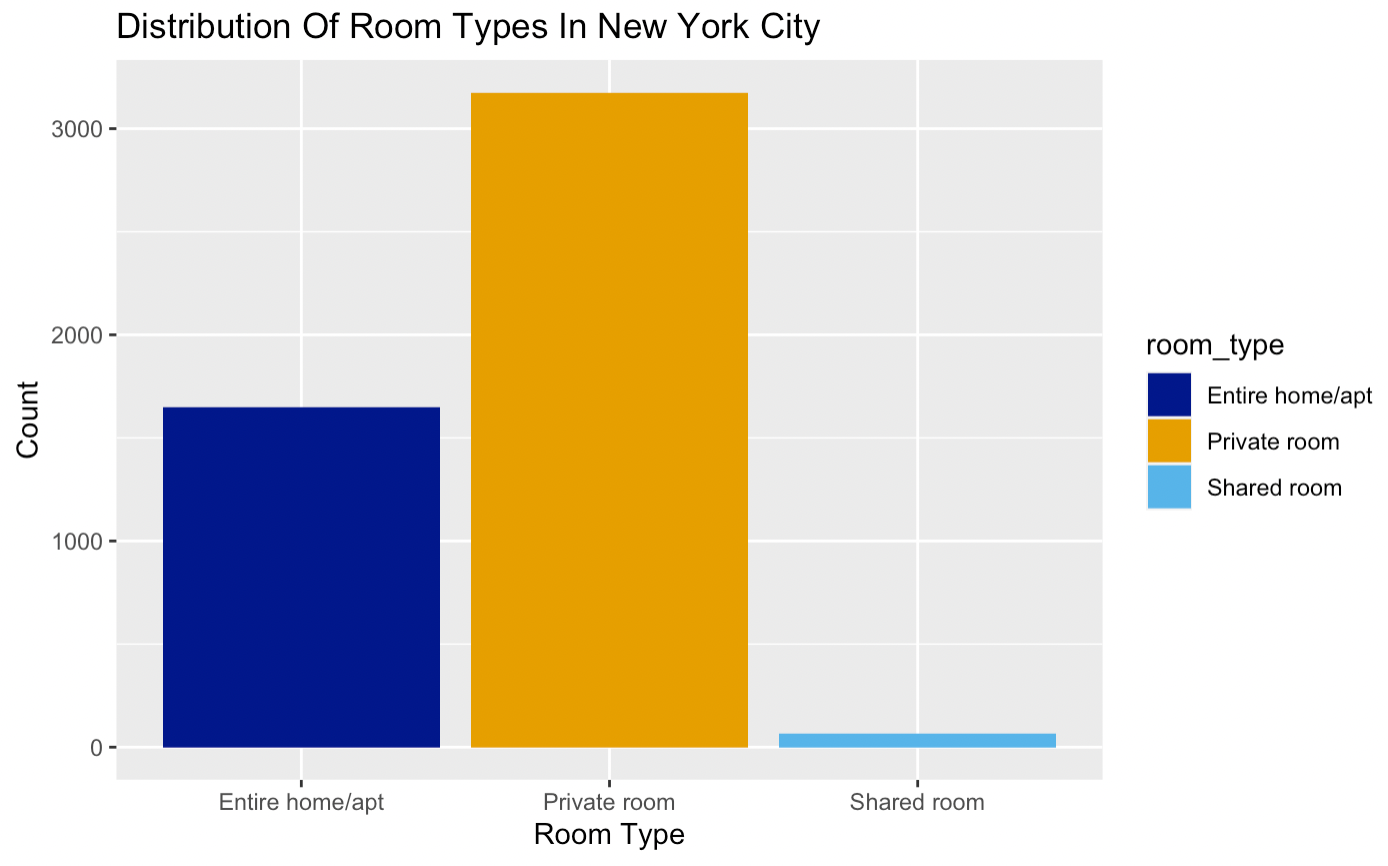 Distribution Of Room Types In New York City
3000
2000
1000
0
Count
Entire home/apt
Private room
Shared room
Room Type
room_type
Entire home/apt
Private room
Shared room